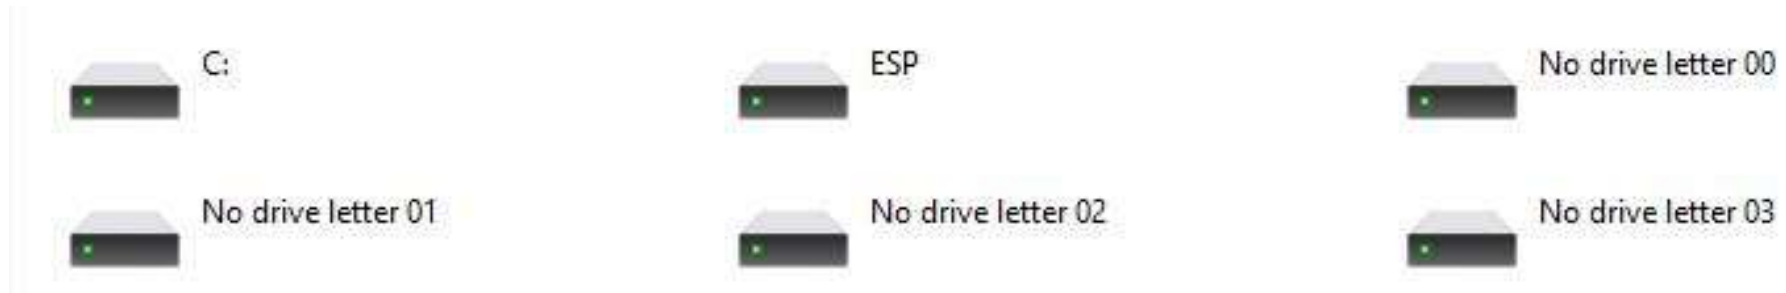 C:
ESP
No drive letter 00
No drive letter 01
No drive letter 02
No drive letter 03